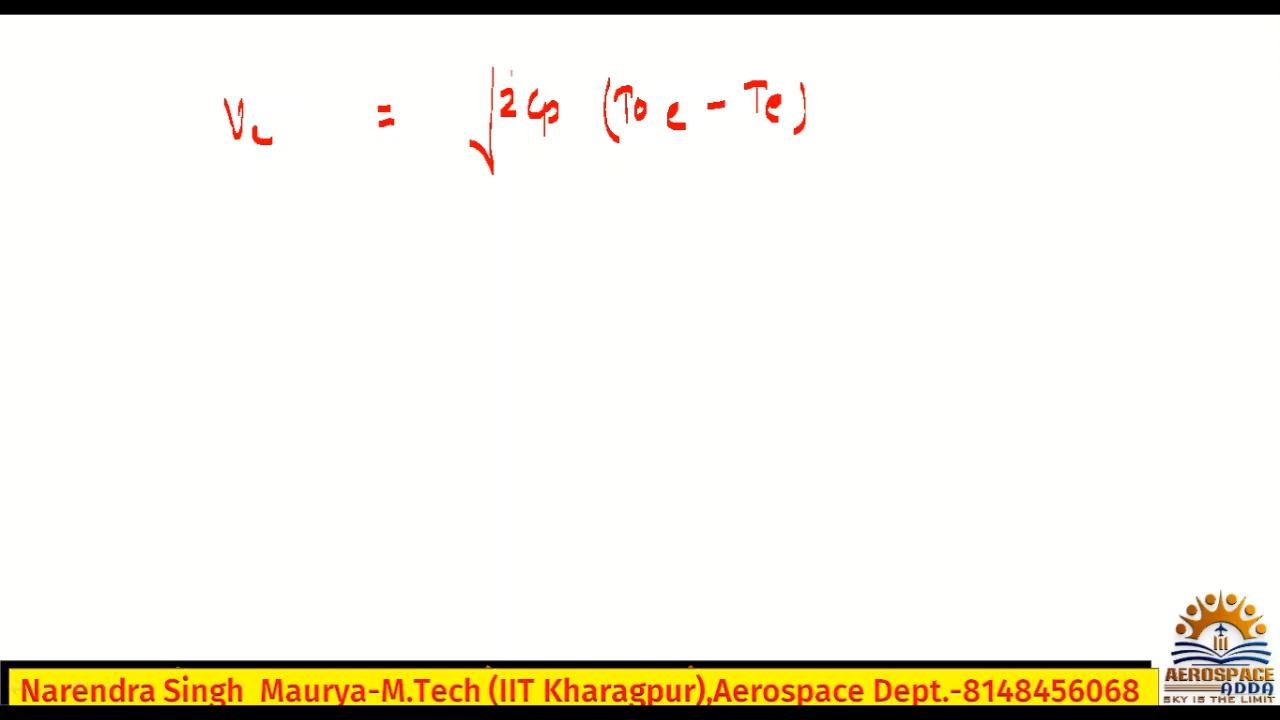 Ve = √2Cp (Toe - Te)
Narendra Singh Maurya-M.Tech (IIT Kharagpur),Aerospace Dept.-8148456068
AEROSPACE
ADDA
SKY IS THE LIMIT